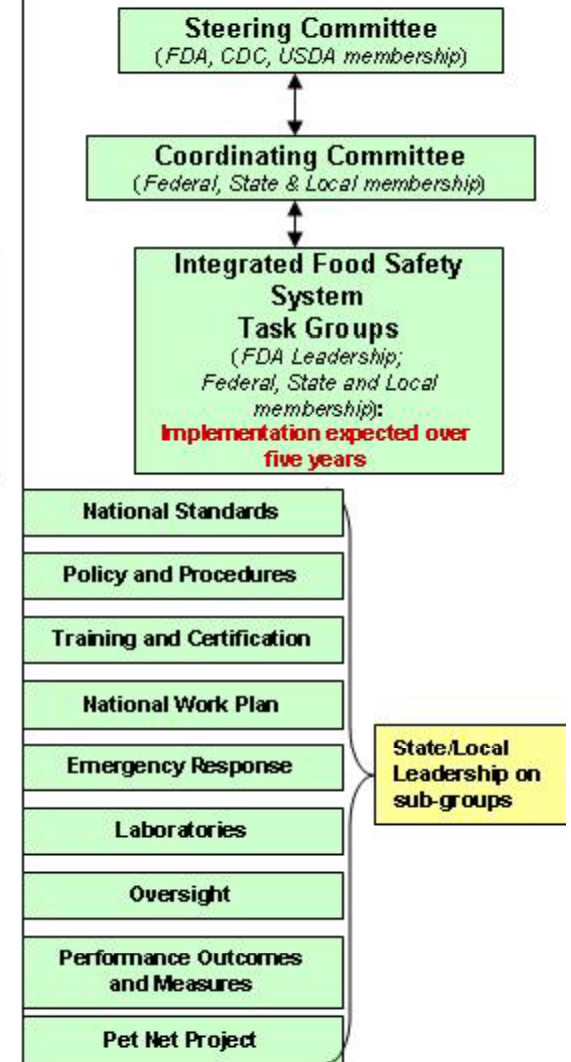 Steering Committee
(FDA, CDC, USDA membership)
Coordinating Committee
(Federal, State & Local membership)
Integrated Food Safety
System
Task Groups
(FDA Leadership;
Federal, State and Local
membership):
Implementation expected over
five years
National Standards
Policy and Procedures
Training and Certification
National Work Plan
Emergency Response
Laboratories
Oversight
Performance Outcomes
and Measures
Pet Net Project
State/Local
Leadership on
sub-groups